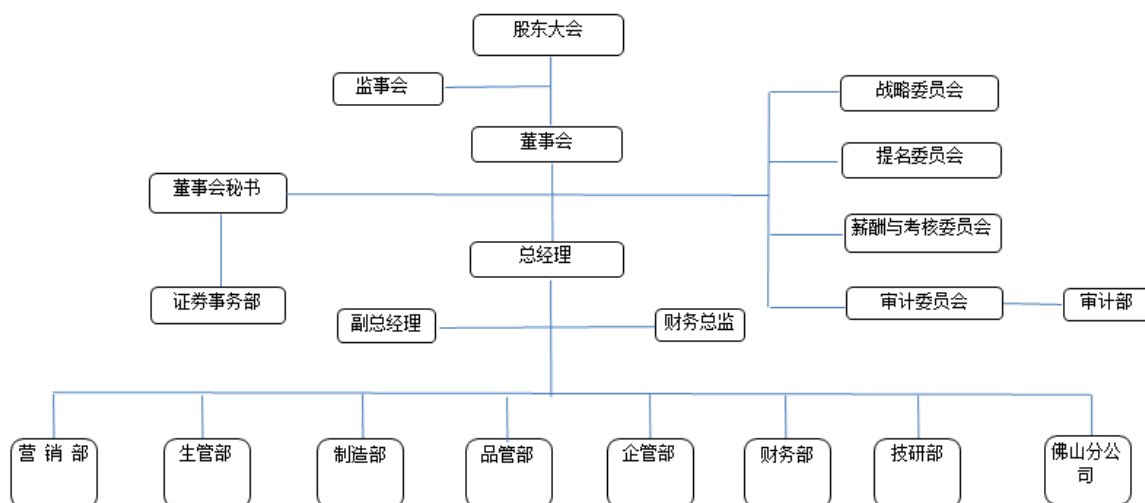 股东大会
监事会
战略委员会
董事会
提名委员会
董事会秘书
薪酬与考核委员会
总经理
证券事务部
审计委员会
审计部
副总经理
财务总监
营 销 部
生管部
制造部
品管部
企管部
财务部
技研部
佛山分公
司